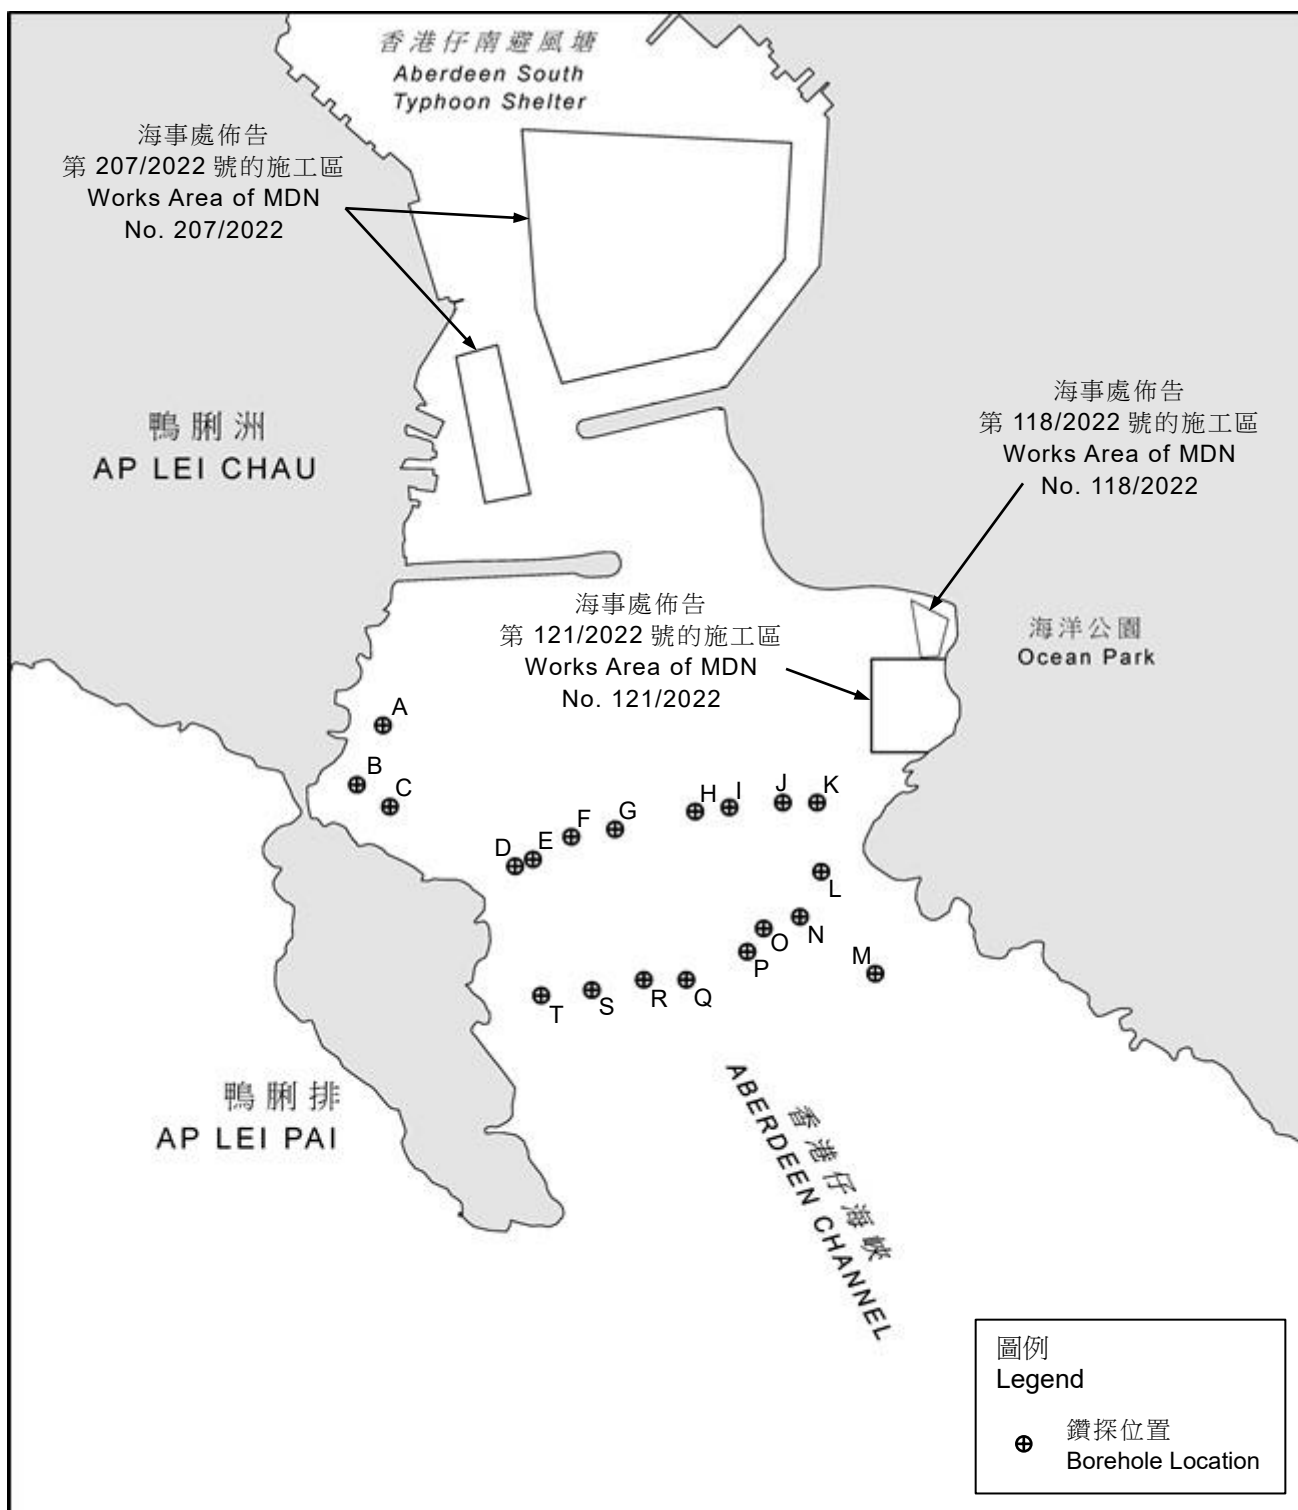 香港仔南避風塘
Aberdeen South
Typhoon Shelter
海事處佈告
第 207/2022 號的施工區
Works Area of MDN
No. 207/2022
海事處佈告
第 118/2022 號的施工區
Works Area of MDN
No. 118/2022
鴨脷洲
AP LEI CHAU
海事處佈告
第 121/2022 號的施工區
Works Area of MDN
No. 121/2022
海洋公園
Ocean Park
A
B
C
D
E
F
G
H
I
J
K
L
M
N
O
P
Q
R
S
T
鴨脷排
AP LEI PAI
香港仔海峽
ABERDEEN CHANNEL
圖例
Legend
鑽探位置
Borehole Location